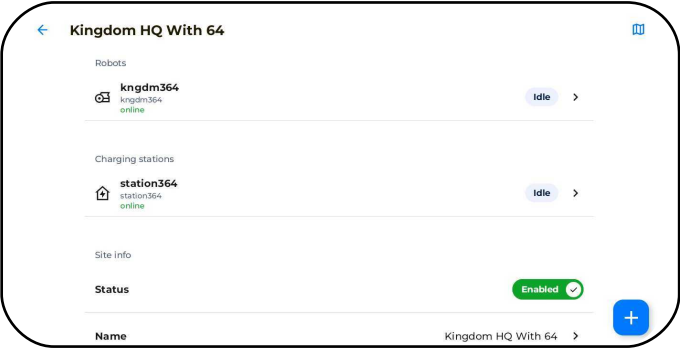 Kingdom HQ With 64
Robots
kngdm364
kngdm364
online
Idle
Charging stations
station364
station364
online
Idle
Site info
Status
Enabled
Name
Kingdom HQ With 64